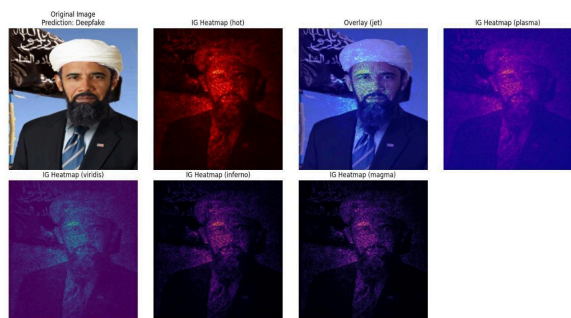 Original Image
Prediction: Deepfake
IG Heatmap (hot)
Overlay (jet)
IG Heatmap (plasma)
IG Heatmap (viridis)
IG Heatmap (inferno)
IG Heatmap (magma)